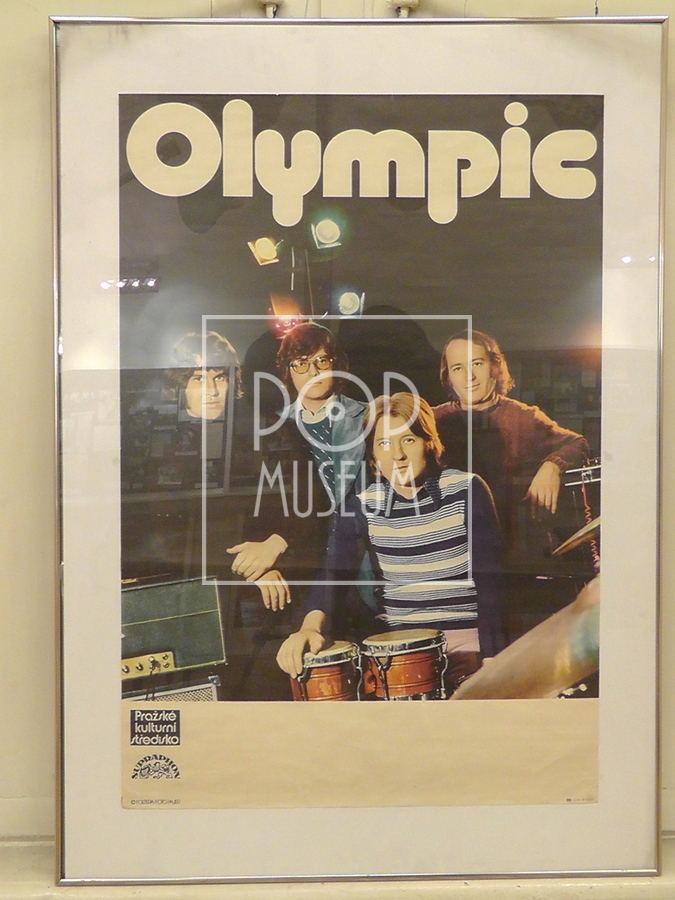 Olympic
POP
MUSEUM
Pražské
kulturní
středisko
SUPRAPHON